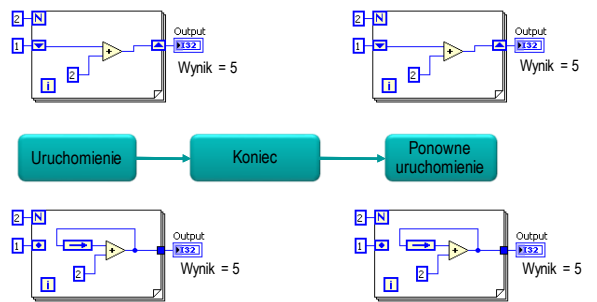 2 N
1
+
2
i
Output
I32
Wynik = 5
2 N
1
+
2
i
Output
I32
Wynik = 5
Uruchomienie
Koniec
Ponowne
uruchomienie
2 N
1
+
2
i
Output
I32
Wynik = 5
2 N
1
+
2
i
Output
I32
Wynik = 5